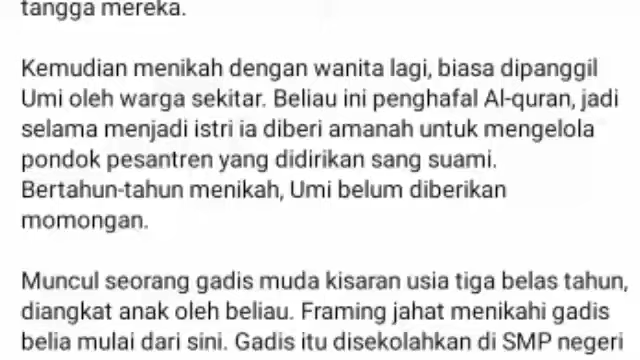 tangga mereka.
Kemudian menikah dengan wanita lagi, biasa dipanggil
Umi oleh warga sekitar. Beliau ini penghafal Al-quran, jadi
selama menjadi istri ia diberi amanah untuk mengelola
pondok pesantren yang didirikan sang suami.
Bertahun-tahun menikah, Umi belum diberikan
momongan.
Muncul seorang gadis muda kisaran usia tiga belas tahun,
diangkat anak oleh beliau. Framing jahat menikahi gadis
belia mulai dari sini. Gadis itu disekolahkan di SMP negeri